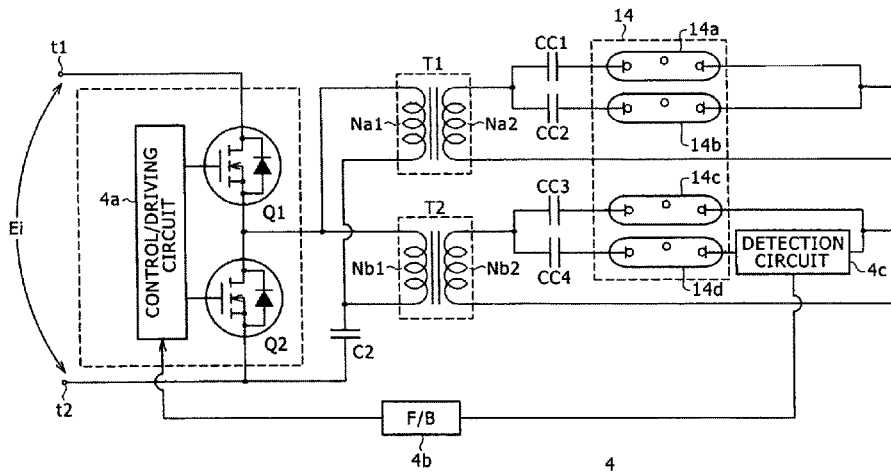 14
14a
t1
CC1
T1
Na1
Na2
CC2
14b
4a
CONTROL/DRIVING
CIRCUIT
Q1
14c
Ei
T2
CC3
Nb1
Nb2
CC4
DETECTION
CIRCUIT
4c
14d
Q2
C2
t2
F/B
4b
4